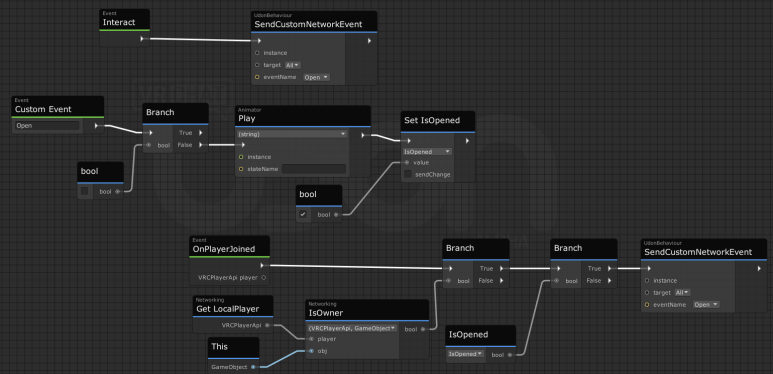 Event
Interact
UdonBehaviour
SendCustomNetworkEvent
instance
target All
eventName Open
Event
Custom Event
Open
Branch
True
bool False
bool
bool
Animator
Play
(string)
instance
stateName
bool
bool
Set IsOpened
IsOpened
value
sendChange
Event
OnPlayerJoined
VRCPlayerApi player
Networking
Get LocalPlayer
VRCPlayerApi
This
GameObject
Networking
IsOwner
(VRCPlayerApi, GameObject
bool
player
obj
Branch
True
bool False
Branch
True
bool False
IsOpened
IsOpened bool
UdonBehaviour
SendCustomNetworkEvent
instance
target All
eventName Open